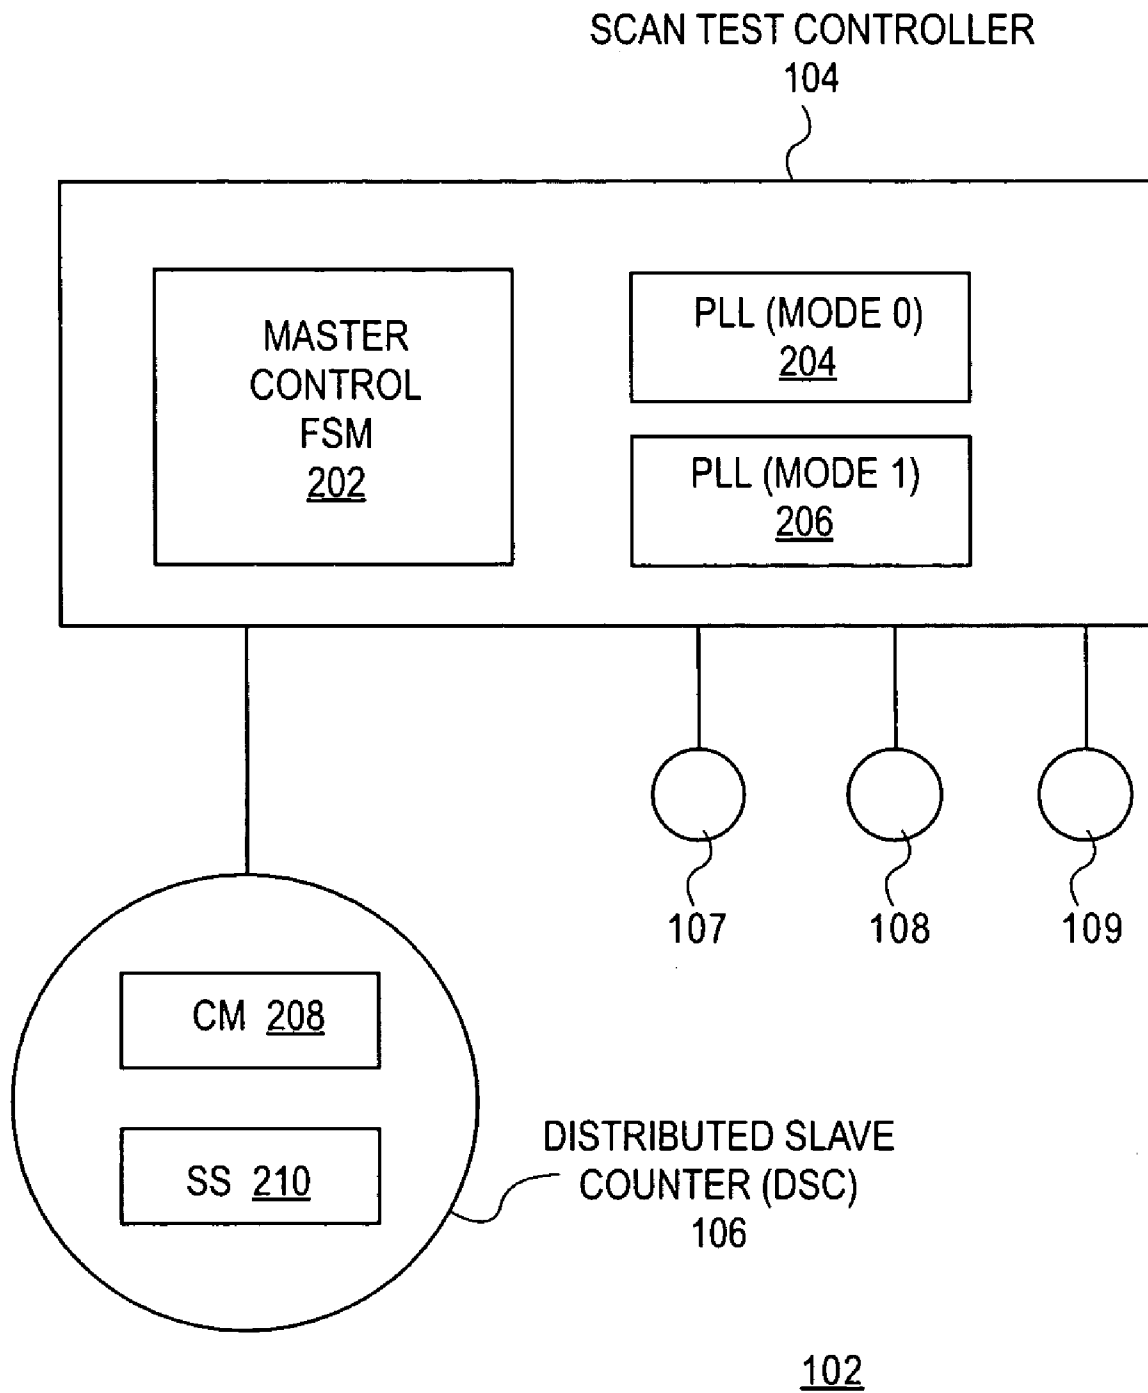 SCAN TEST CONTROLLER
104
MASTER
CONTROL
FSM
202
PLL (MODE 0)
204
PLL (MODE 1)
206
107
108
109
CM 208
SS 210
DISTRIBUTED SLAVE
COUNTER (DSC)
106
102